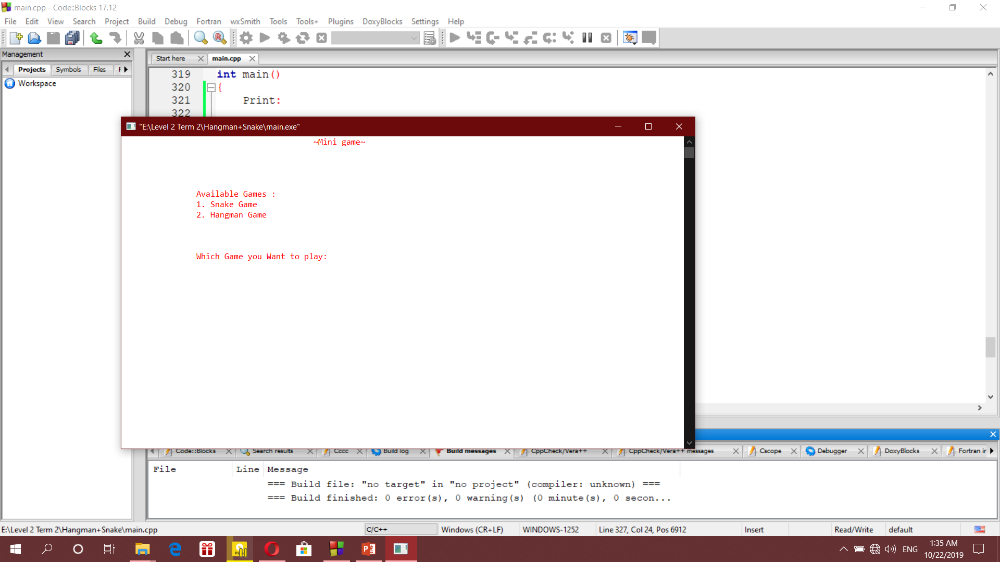 main.cpp - Code::Blocks 17.12
File Edit View Search Project Build Debug Fortran wxSmith Tools Tools+ Plugins DoxyBlocks Settings Help
Management
Projects Symbols Files
Workspace
Start here main.cpp
319 int main()
320 {
321 Print:
322
"E:\Level 2 Term 2\Hangman+Snake\main.exe"
~Mini game~
Available Games :
1. Snake Game
2. Hangman Game
Which Game you Want to play:
Code::Blocks Search results Cccc Build log Build messages CppCheck/Vera++ CppCheck/Vera++ messages Cscope Debugger DoxyBlocks Fortran ir
File Line Message
=== Build file: "no target" in "no project" (compiler: unknown) ===
=== Build finished: 0 error(s), 0 warning(s) (0 minute(s), 0 secon...
E:\Level 2 Term 2\Hangman+Snake\main.cpp C/C++ Windows (CR+LF) WINDOWS-1252 Line 327, Col 24, Pos 6912 Insert Read/Write default
ENG
1:35 AM
10/22/2019